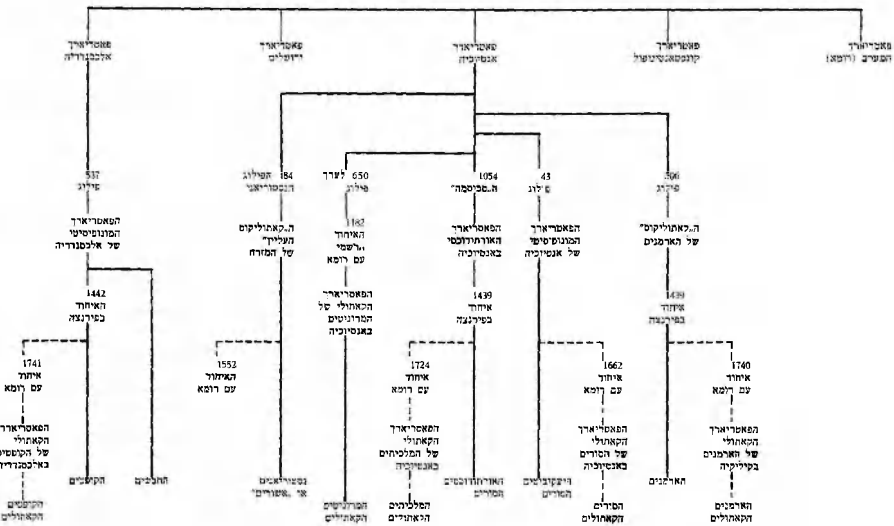 פאטריארך
המערב (רומא)
פאטריארך
קונסטאנטינופול
פאטריארך
אנטיוכיה
פאטריארך
ירושלים
פאטריארך
אלכסנדריה
506
פילוג
43
פילוג
1054
ה„סכיסמה"
650 לערך
פילוג
84 הפילוג
הנסטוריאני
537
פילוג
ה„קאתוליקוס"
של הארמנים
הפאטריארך
המונופיסיטי
של אנטיוכיה
הפאטריארך
האורתודוכסי
באנטיוכיה
1182
האיחוד
הרשמי
עם רומא
ה„קאתוליקוס
העליון"
של המזרח
הפאטריארך
המונופיסיטי
של אלכסנדריה
1439
איחוד
בפירנצה
1439
איחוד
בפירנצה
הפאטריארך
הקאתולי של
המרוניטים
באנטיוכיה
1442
האיחוד
בפירנצה
1740
איחוד
עם רומא
1662
איחוד
עם רומא
1724
איחוד
עם רומא
1552
האיחוד
עם רומא
1741
איחוד
עם רומא
הפאטריארך
הקאתולי
של הארמנים
בקיליקיה
הפאטריארך
הקאתולי
של הסורים
באנטיוכיה
הפאטריארך
הקאתולי
של המלכיתים
באנטיוכיה
הפאטריארך
הקאתולי
של הקופטים
באלכסנדריה
הארמנים
הקאתולים
הארמנים
הסורים
הקאתולים
היעקוביטים
הסורים
האורתודוכסים
הסורים
המלכיתים
הקאתולים
המרוניטים
הקאתולים
נסטוריאנים
או „אשורים"
החבשים
הקופטים
הקופטים
הקאתולים